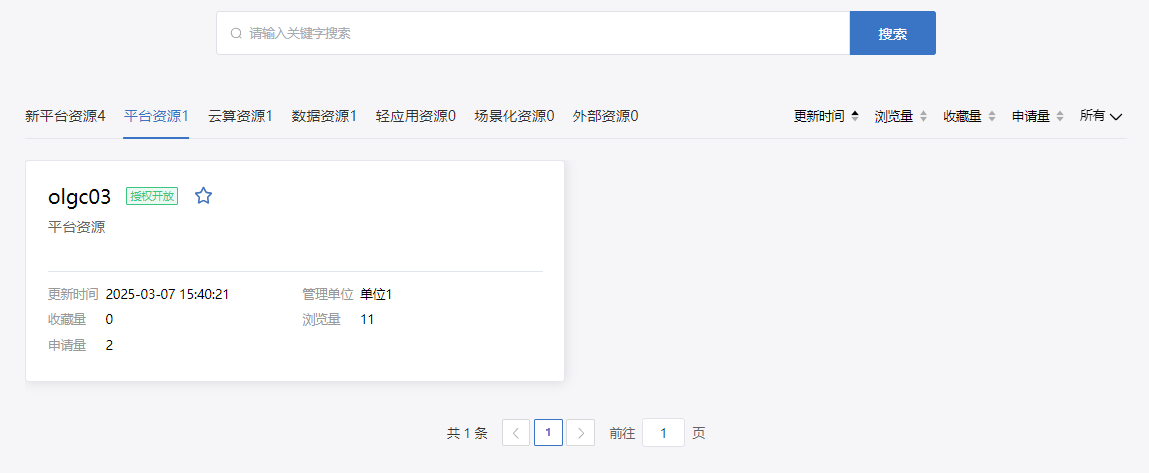 请输入关键字搜索 搜索
新平台资源4 平台资源1 云算资源1 数据资源1 轻应用资源0 场景化资源0 外部资源0 更新时间 浏览量 收藏量 申请量 所有
olgc03 授权开放
平台资源
更新时间 2025-03-07 15:40:21 管理单位 单位1
收藏量 0 浏览量 11
申请量 2
共 1 条 1 前往 1 页